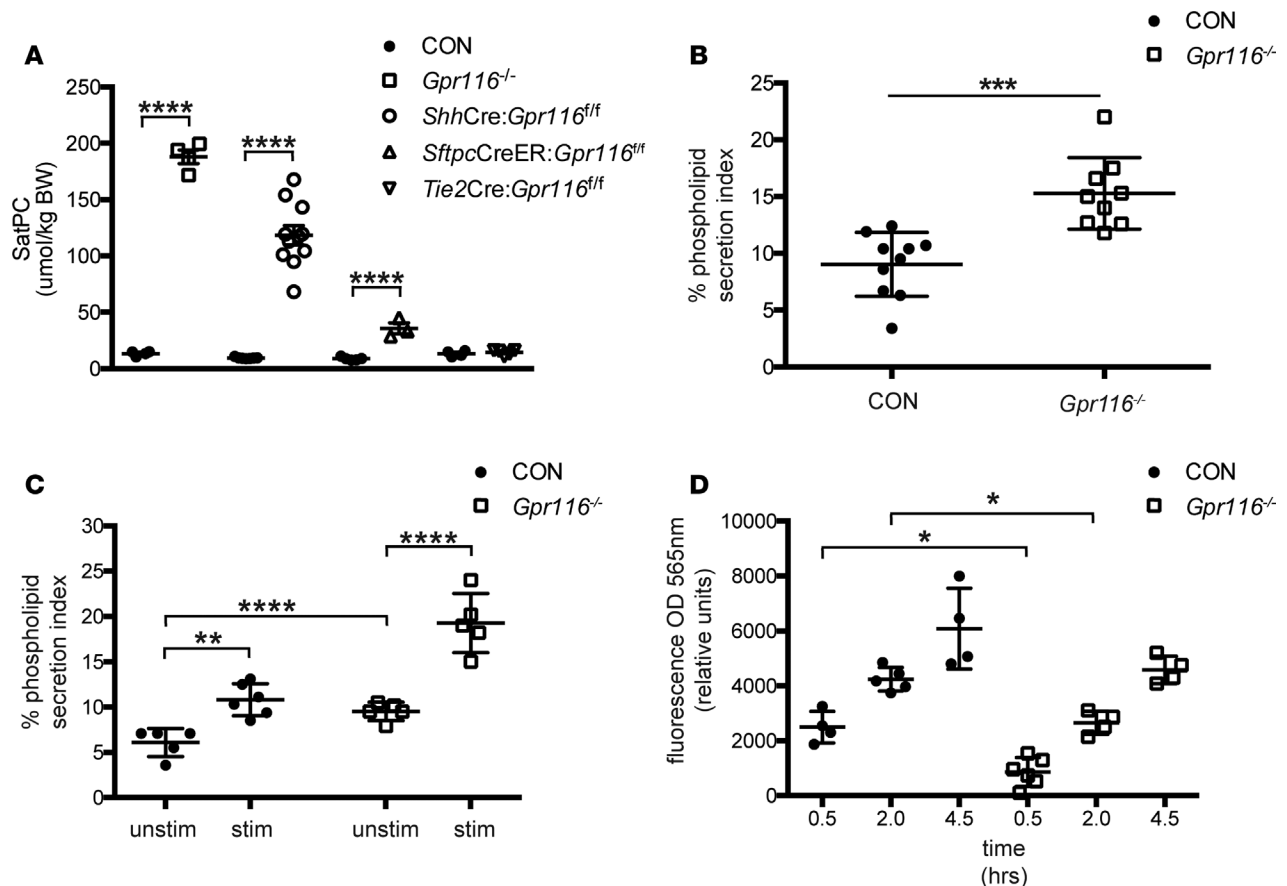 A
CON
Gpr116-/-
ShhCre:Gpr116f/f
SftpcCreER:Gpr116f/f
Tie2Cre:Gpr116f/f
SatPC
(umol/kg BW)
250
200
150
100
50
0
****
****
****
B
CON
Gpr116-/-
% phospholipid
secretion index
25
20
15
10
5
0
***
CON
Gpr116-/-
C
CON
Gpr116-/-
% phospholipid
secretion index
30
25
20
15
10
5
0
****
**
****
unstim stim unstim stim
D
CON
Gpr116-/-
fluorescence OD 565nm
(relative units)
10000
8000
6000
4000
2000
0
*
*
0.5 2.0 4.5 0.5 2.0 4.5
time
(hrs)